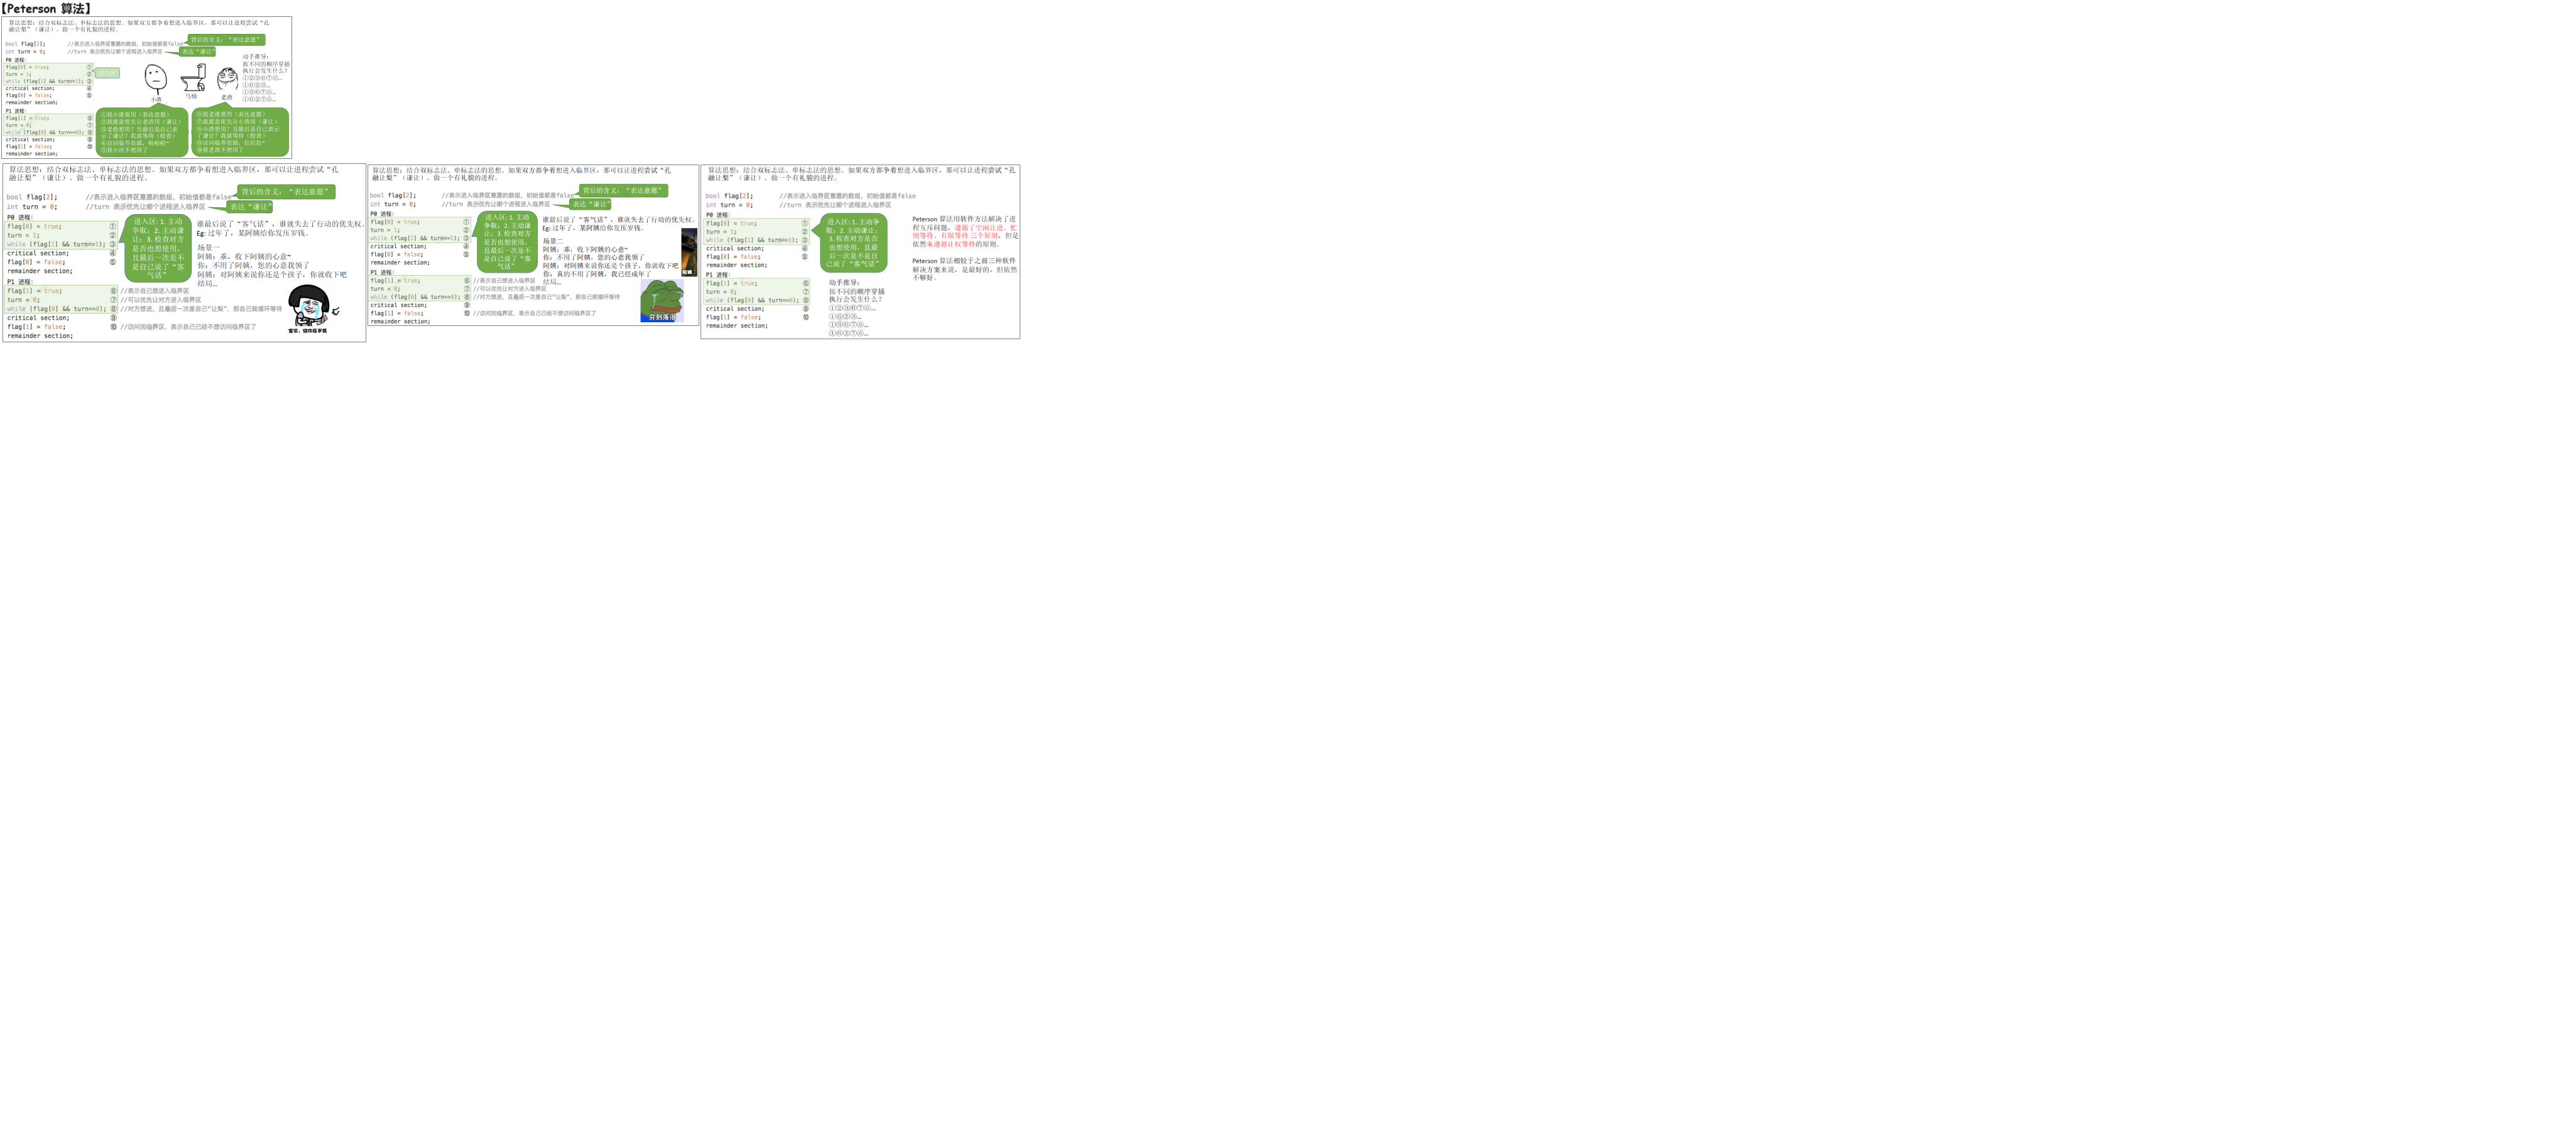 【Peterson 算法】
算法思想：结合双标志法、单标志法的思想。如果双方都争着想进入临界区，那可以让进程尝试“孔
融让梨”（谦让）。做一个有礼貌的进程。
背后的含义：“表达意愿”
bool flag[2]; //表示进入临界区意愿的数组，初始值都是false
int turn = 0; //turn 表示优先让哪个进程进入临界区
表达“谦让”
P0 进程：
flag[0] = true; ①
turn = 1; ②
while (flag[1] && turn==1); ③
critical section; ④
flag[0] = false; ⑤
remainder section;
进入区
P1 进程：
flag[1] = true; ⑥
turn = 0; ⑦
while (flag[0] && turn==0); ⑧
critical section; ⑨
flag[1] = false; ⑩
remainder section;
小渣
马桶
老渣
动手推导：
按不同的顺序穿插
执行会发生什么？
①②③⑥⑦⑧…
①⑥②③…
①③⑥⑦⑧…
①⑥②⑦⑧…
①我小渣要用（表达意愿）
②我愿意优先让老渣用（谦让）
③老渣想用？且最后是自己表
示了谦让？我就等待（检查）
⑤我小渣不想用了
⑥我老渣要用（表达意愿）
⑦我愿意优先让小渣用（谦让）
⑧小渣想用？且最后是自己表示
了谦让？我就等待（检查）
⑨访问临界资源，拉拉拉~
⑩我老渣不想用了
算法思想：结合双标志法、单标志法的思想。如果双方都争着想进入临界区，那可以让进程尝试“孔
融让梨”（谦让）。做一个有礼貌的进程。
背后的含义：“表达意愿”
bool flag[2]; //表示进入临界区意愿的数组，初始值都是false
int turn = 0; //turn 表示优先让哪个进程进入临界区
表达“谦让”
P0 进程：
flag[0] = true; ①
turn = 1; ②
while (flag[1] && turn==1); ③
critical section; ④
flag[0] = false; ⑤
remainder section;
进入区：1. 主动
争取；2. 主动谦
让；3. 检查对方
是否也想使用，
且最后一次是不
是自己说了“客
气话”
谁最后说了“客气话”，谁就失去了行动的优先权。
Eg: 过年了，某阿姨给你发压岁钱。
场景一
阿姨：乖，收下阿姨的心意~
你：不用了阿姨，您的心意我领了
阿姨：对阿姨来说你还是个孩子，你就收下吧
结局…
P1 进程：
flag[1] = true; ⑥ //表示自己想进入临界区
turn = 0; ⑦ //可以优先让对方进入临界区
while (flag[0] && turn==0); ⑧ //对方想进，且最后一次是自己“让梨”，那自己就循环等待
critical section; ⑨
flag[1] = false; ⑩ //访问完临界区，表示自己已经不想访问临界区了
remainder section;
算法思想：结合双标志法、单标志法的思想。如果双方都争着想进入临界区，那可以让进程尝试“孔
融让梨”（谦让）。做一个有礼貌的进程。
背后的含义：“表达意愿”
bool flag[2]; //表示进入临界区意愿的数组，初始值都是false
int turn = 0; //turn 表示优先让哪个进程进入临界区
表达“谦让”
P0 进程：
flag[0] = true; ①
turn = 1; ②
while (flag[1] && turn==1); ③
critical section; ④
flag[0] = false; ⑤
remainder section;
进入区：1. 主动
争取；2. 主动谦
让；3. 检查对方
是否也想使用，
且最后一次是不
是自己说了“客
气话”
谁最后说了“客气话”，谁就失去了行动的优先权。
Eg: 过年了，某阿姨给你发压岁钱。
场景二
阿姨：乖，收下阿姨的心意~
你：不用了阿姨，您的心意我领了
阿姨：对阿姨来说你还是个孩子，你就收下吧
你：真的不用了阿姨，我已经成年了
结局…
P1 进程：
flag[1] = true; ⑥ //表示自己想进入临界区
turn = 0; ⑦ //可以优先让对方进入临界区
while (flag[0] && turn==0); ⑧ //对方想进，且最后一次是自己“让梨”，那自己就循环等待
critical section; ⑨
flag[1] = false; ⑩ //访问完临界区，表示自己已经不想访问临界区了
remainder section;
穷到落泪
算法思想：结合双标志法、单标志法的思想。如果双方都争着想进入临界区，那可以让进程尝试“孔
融让梨”（谦让）。做一个有礼貌的进程。
bool flag[2]; //表示进入临界区意愿的数组，初始值都是false
int turn = 0; //turn 表示优先让哪个进程进入临界区
P0 进程：
flag[0] = true; ①
turn = 1; ②
while (flag[1] && turn==1); ③
critical section; ④
flag[0] = false; ⑤
remainder section;
进入区：1. 主动争
取；2. 主动谦让；
3. 检查对方是否
也想使用，且最
后一次是不是自
己说了“客气话”
P1 进程：
flag[1] = true; ⑥
turn = 0; ⑦
while (flag[0] && turn==0); ⑧
critical section; ⑨
flag[1] = false; ⑩
remainder section;
动手推导：
按不同的顺序穿插
执行会发生什么？
①②③⑥⑦⑧…
①⑥②③…
①③⑥⑦⑧…
①⑥②⑦⑧…
Peterson 算法用软件方法解决了进
程互斥问题，遵循了空闲让进、忙
则等待、有限等待 三个原则，但是
依然未遵循让权等待的原则。
Peterson 算法相较于之前三种软件
解决方案来说，是最好的，但依然
不够好。